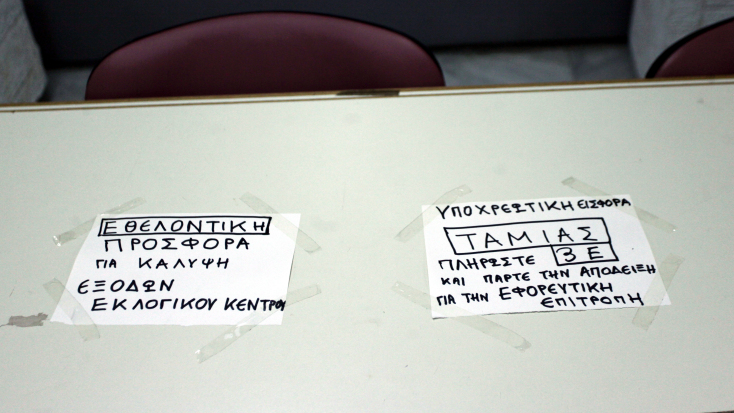 ΕΘΕΛΟΝΤΙΚΗ
ΠΡΟΣΦΟΡΑ
ΓΙΑ ΚΑΛΥΨΗ
ΕΞΟΔΩΝ
ΕΚΛΟΓΙΚΟΥ ΚΕΝΤΡΟΥ
ΥΠΟΧΡΕΩΤΙΚΗ ΕΙΣΦΟΡΑ
ΤΑΜΙΑΣ
ΠΛΗΡΩΣΤΕ 3Ε
ΚΑΙ ΠΑΡΤΕ ΤΗΝ ΑΠΟΔΕΙΞΗ
ΓΙΑ ΤΗΝ ΕΦΟΡΕΥΤΙΚΗ
ΕΠΙΤΡΟΠΗ